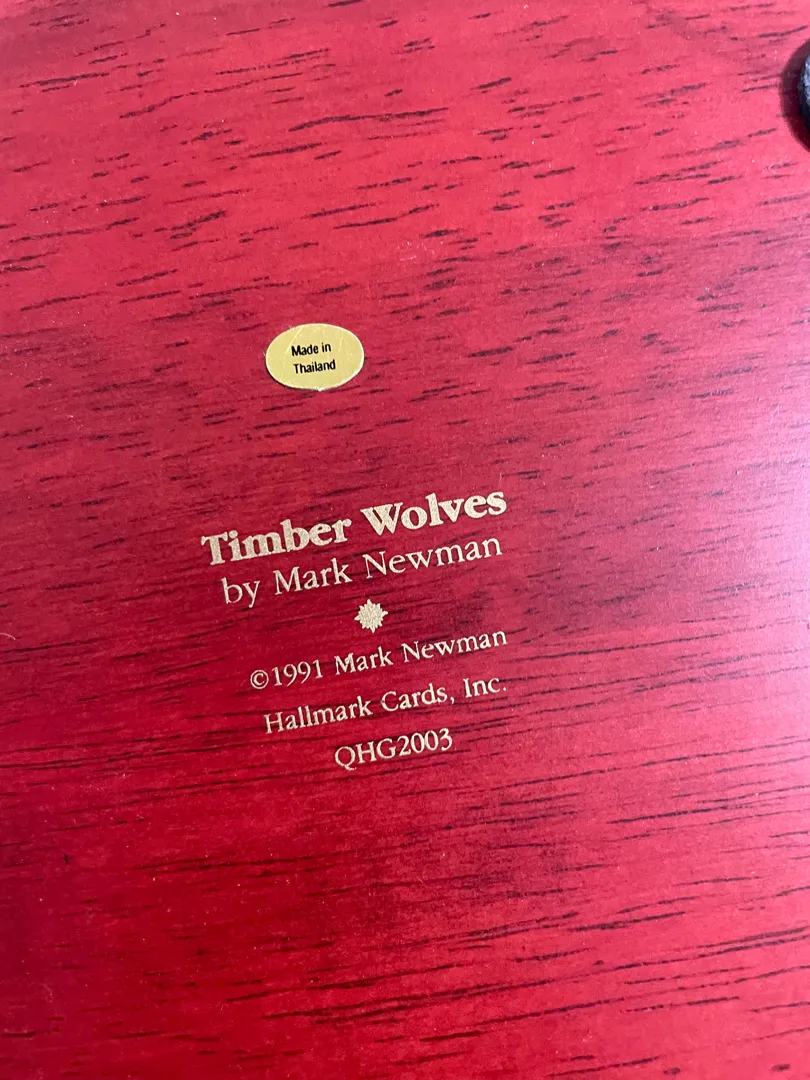 Made in
Thailand
Timber Wolves
by Mark Newman
©1991 Mark Newman
Hallmark Cards, Inc.
QHG2003